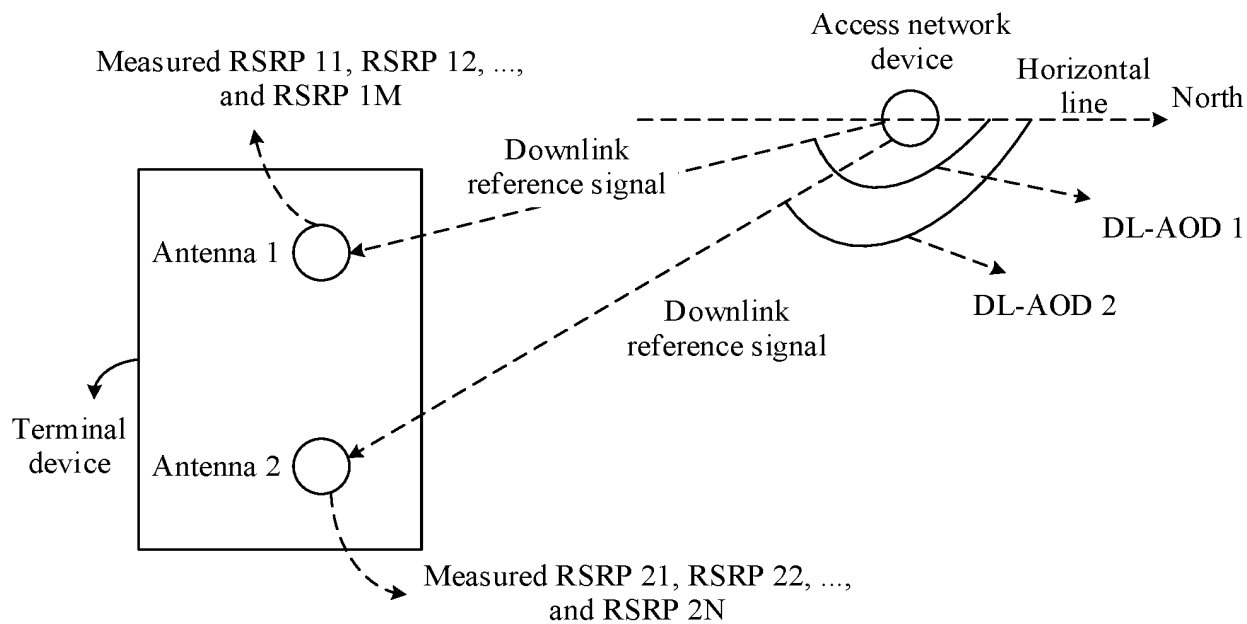 Access network
device
Measured RSRP 11, RSRP 12, ...,
and RSRP 1M
Horizontal
line
North
Downlink
reference signal
Antenna 1
DL-AOD 1
DL-AOD 2
Downlink
reference signal
Terminal
device
Antenna 2
Measured RSRP 21, RSRP 22, ...,
and RSRP 2N